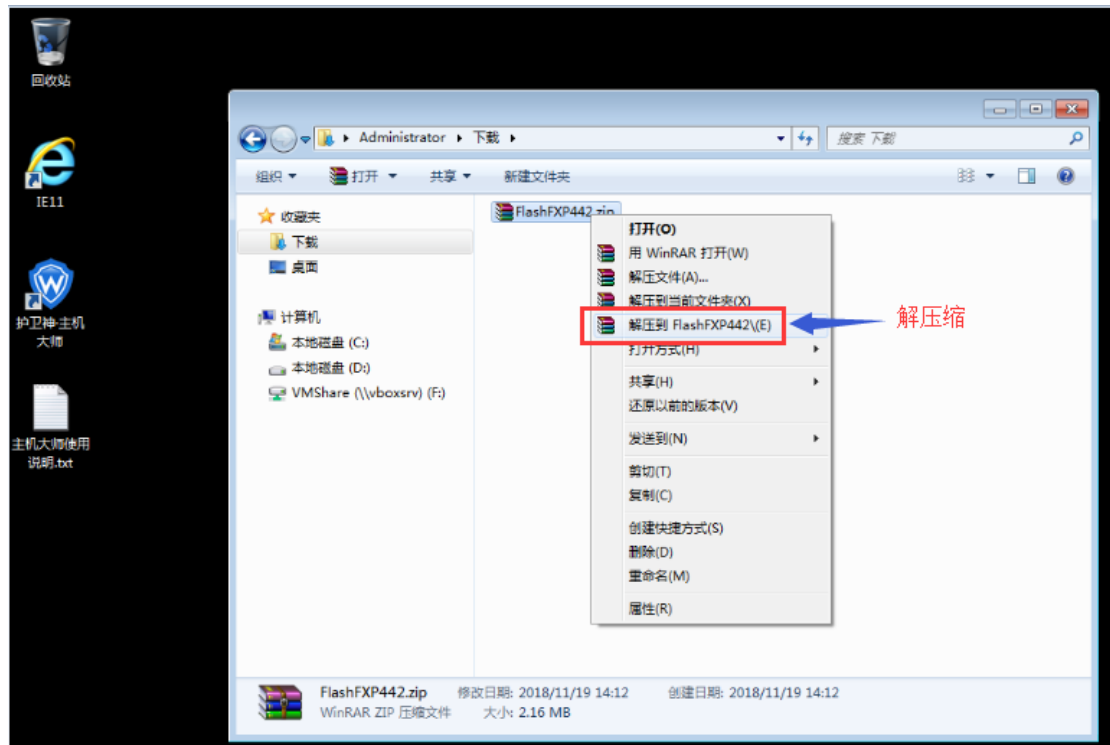 回收站
IE11
护卫神·主机
大师
主机大师使用
说明.txt
Administrator 下载
搜索 下载
组织 打开 共享 新建文件夹
收藏夹
下载
桌面
计算机
本地磁盘 (C:)
本地磁盘 (D:)
VMShare (\\vboxsrv) (F:)
FlashFXP442.zip
打开(O)
用 WinRAR 打开(W)
解压文件(A)...
解压到当前文件夹(X)
解压到 FlashFXP442\(E)
打开方式(H)
共享(H)
还原以前的版本(V)
发送到(N)
剪切(T)
复制(C)
创建快捷方式(S)
删除(D)
重命名(M)
属性(R)
解压缩
FlashFXP442.zip 修改日期: 2018/11/19 14:12 创建日期: 2018/11/19 14:12
WinRAR ZIP 压缩文件 大小: 2.16 MB